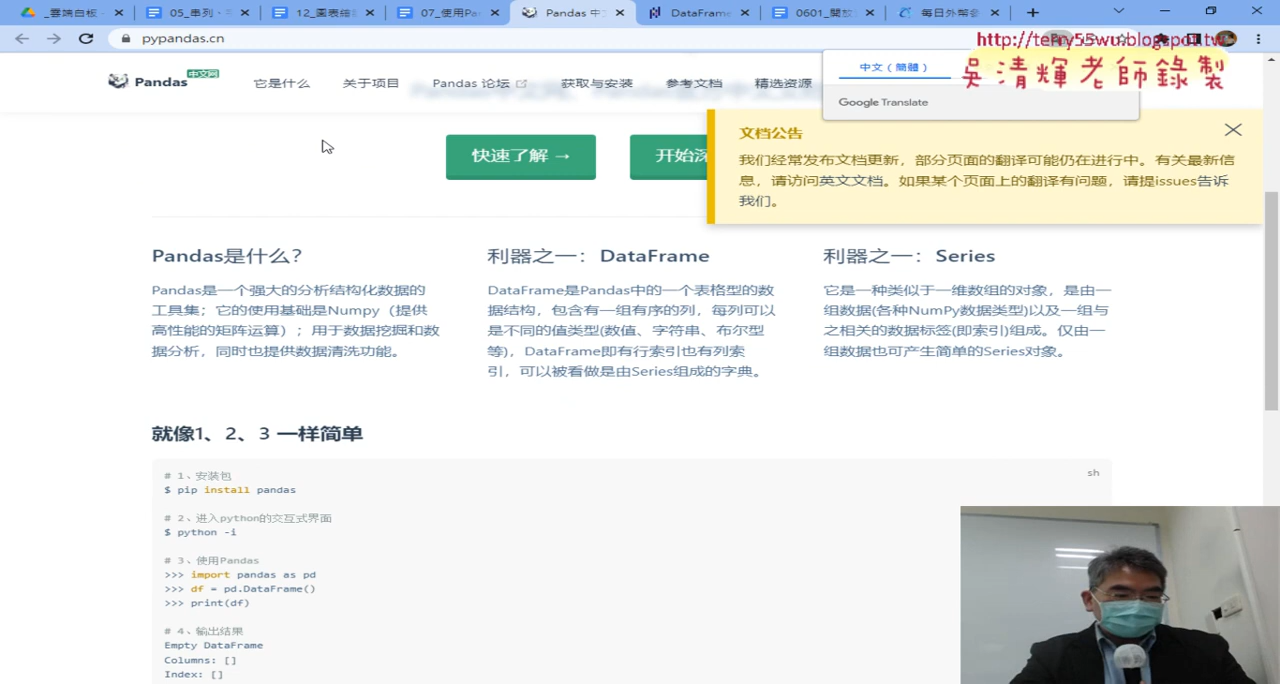 _雲端白板 -
05_串列、
12_圖表繪
07_使用Pa
Pandas 中文
DataFrame
0601_開放
每日外幣參
pypandas.cn
http://terry55wu.blogspot.tw
吳清輝老師錄製
Pandas 中文网
它是什么
关于项目
Pandas 论坛
获取与安装
参考文档
精选资源
中文（簡體）
Google Translate
快速了解 →
开始深
文档公告
我们经常发布文档更新，部分页面的翻译可能仍在进行中。有关最新信
息，请访问英文文档。如果某个页面上的翻译有问题，请提issues告诉
我们。
Pandas是什么？
Pandas是一个强大的分析结构化数据的
工具集；它的使用基础是Numpy（提供
高性能的矩阵运算）；用于数据挖掘和数
据分析，同时也提供数据清洗功能。
利器之一：DataFrame
DataFrame是Pandas中的一个表格型的数
据结构，包含有一组有序的列，每列可以
是不同的值类型(数值、字符串、布尔型
等)，DataFrame即有行索引也有列索
引，可以被看做是由Series组成的字典。
利器之一：Series
它是一种类似于一维数组的对象，是由一
组数据(各种NumPy数据类型)以及一组与
之相关的数据标签(即索引)组成。仅由一
组数据也可产生简单的Series对象。
就像1、2、3 一样简单
sh
# 1、安装包
$ pip install pandas
# 2、进入python的交互式界面
$ python -i
# 3、使用Pandas
>>> import pandas as pd
>>> df = pd.DataFrame()
>>> print(df)
# 4、输出结果
Empty DataFrame
Columns: []
Index: []